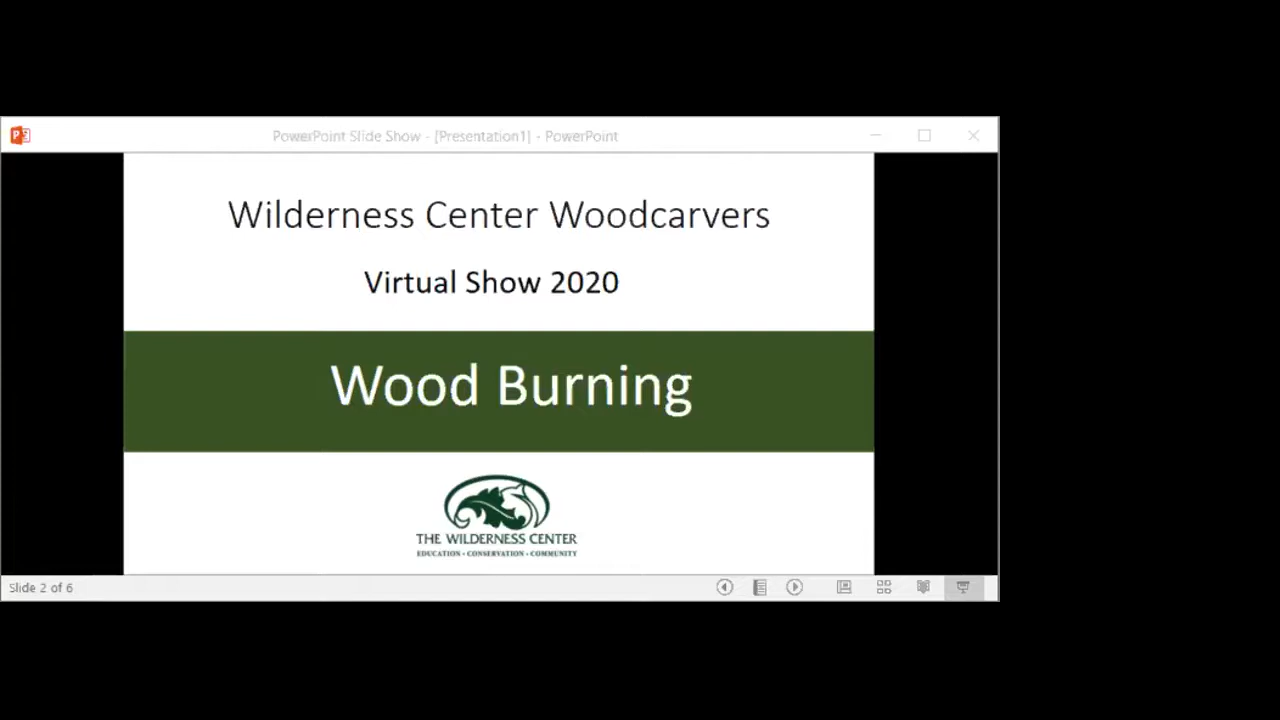 PowerPoint Slide Show - [Presentation1] - PowerPoint
Wilderness Center Woodcarvers
Virtual Show 2020
Wood Burning
THE WILDERNESS CENTER
EDUCATION • CONSERVATION • COMMUNITY
Slide 2 of 6